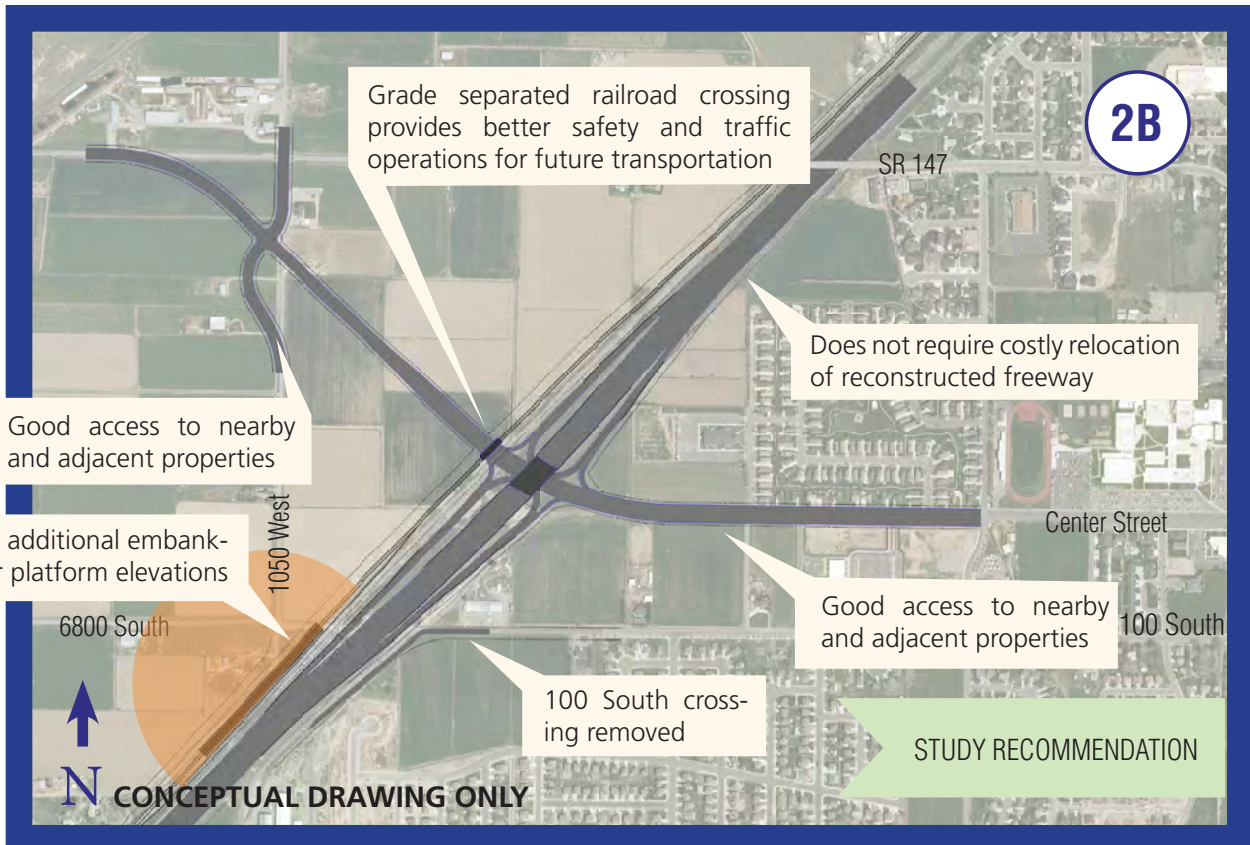 2B
Grade separated railroad crossing
provides better safety and traffic
operations for future transportation
SR 147
Does not require costly relocation
of reconstructed freeway
Good access to nearby
and adjacent properties
1050 West
additional embank-
platform elevations
Center Street
6800 South
Good access to nearby
and adjacent properties
100 South
100 South cross-
ing removed
STUDY RECOMMENDATION
N
CONCEPTUAL DRAWING ONLY